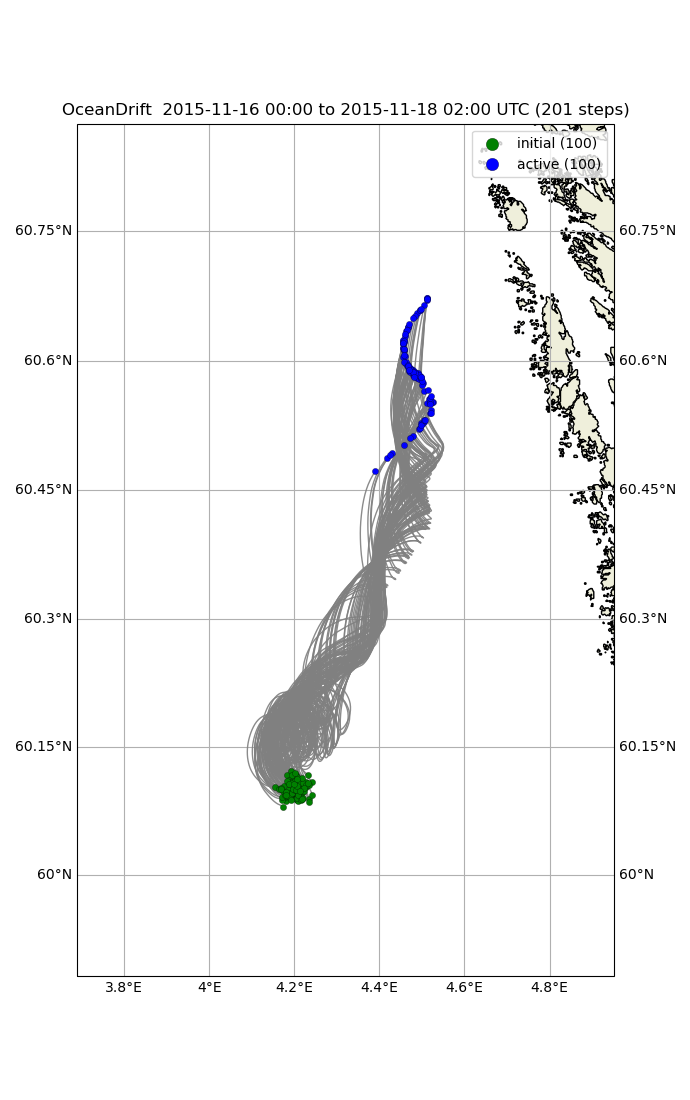 OceanDrift 2015-11-16 00:00 to 2015-11-18 02:00 UTC (201 steps)
initial (100)
active (100)
60.75°N 60.75°N
60.6°N 60.6°N
60.45°N 60.45°N
60.3°N 60.3°N
60.15°N 60.15°N
60°N 60°N
3.8°E 4°E 4.2°E 4.4°E 4.6°E 4.8°E